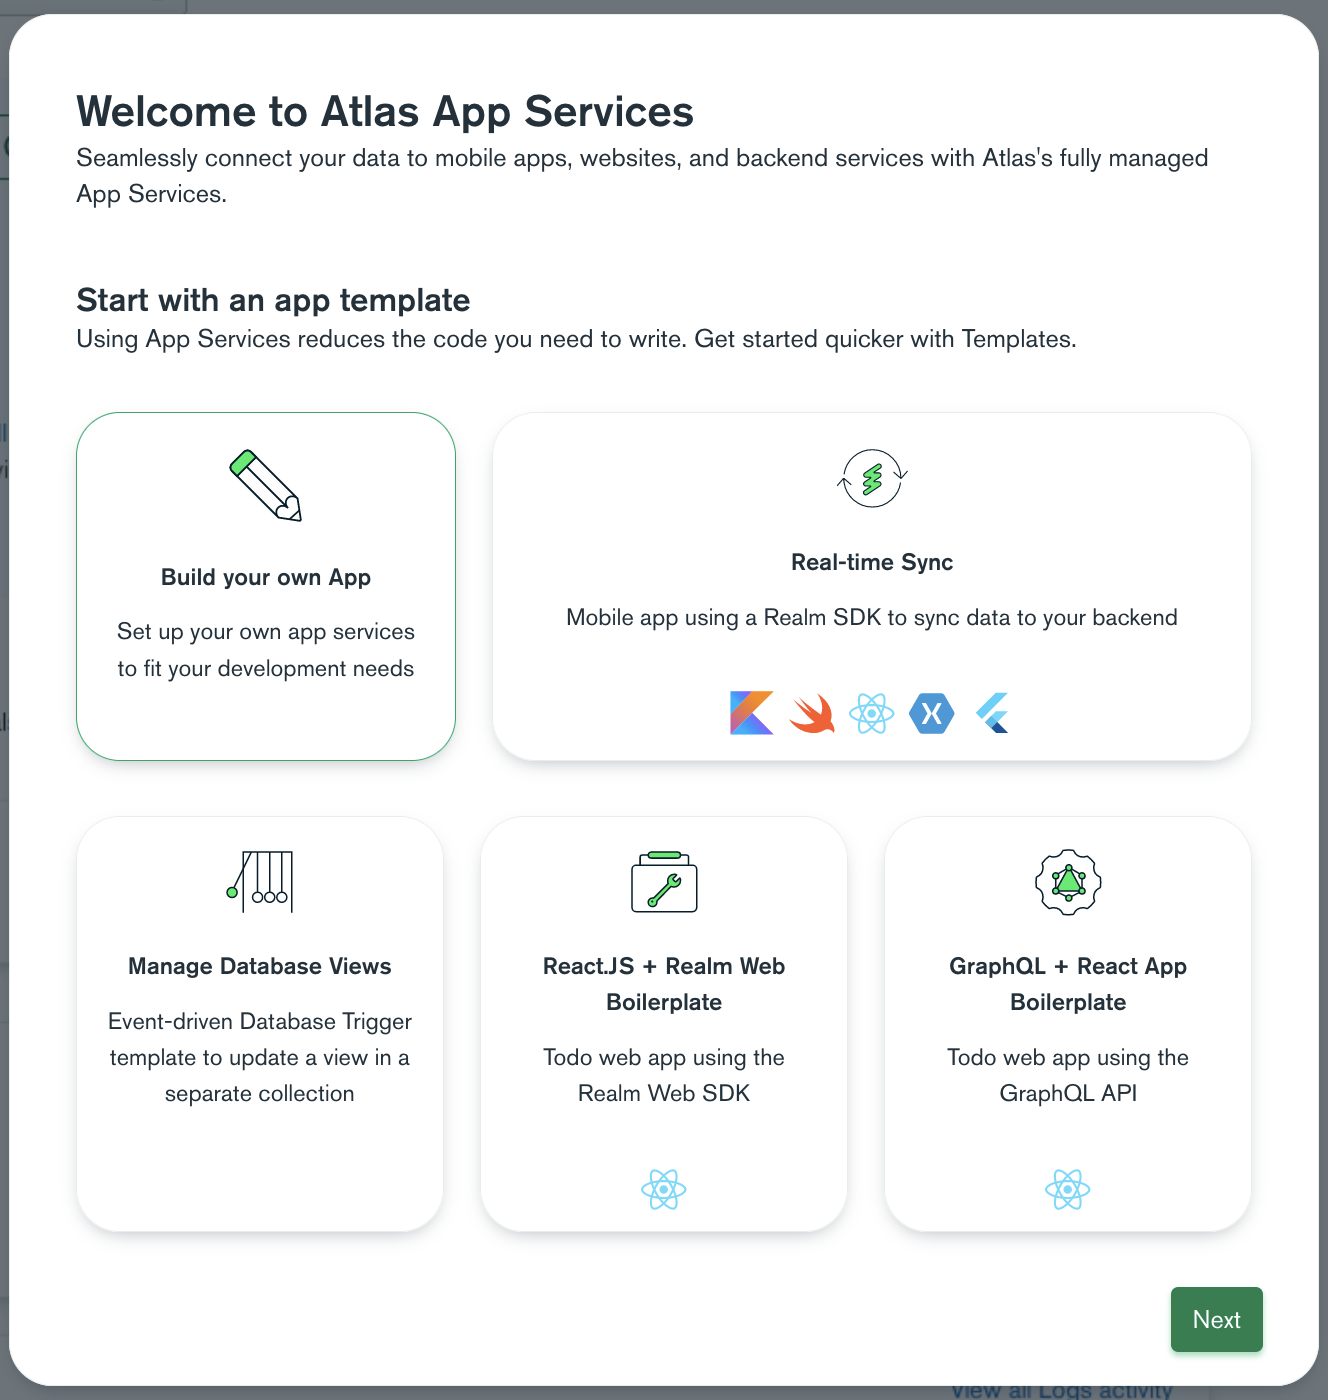 Welcome to Atlas App Services
Seamlessly connect your data to mobile apps, websites, and backend services with Atlas's fully managed
App Services.
Start with an app template
Using App Services reduces the code you need to write. Get started quicker with Templates.
Build your own App
Set up your own app services
to fit your development needs
Real-time Sync
Mobile app using a Realm SDK to sync data to your backend
Manage Database Views
Event-driven Database Trigger
template to update a view in a
separate collection
React.JS + Realm Web
Boilerplate
Todo web app using the
Realm Web SDK
GraphQL + React App
Boilerplate
Todo web app using the
GraphQL API
Next
View all Logs activity